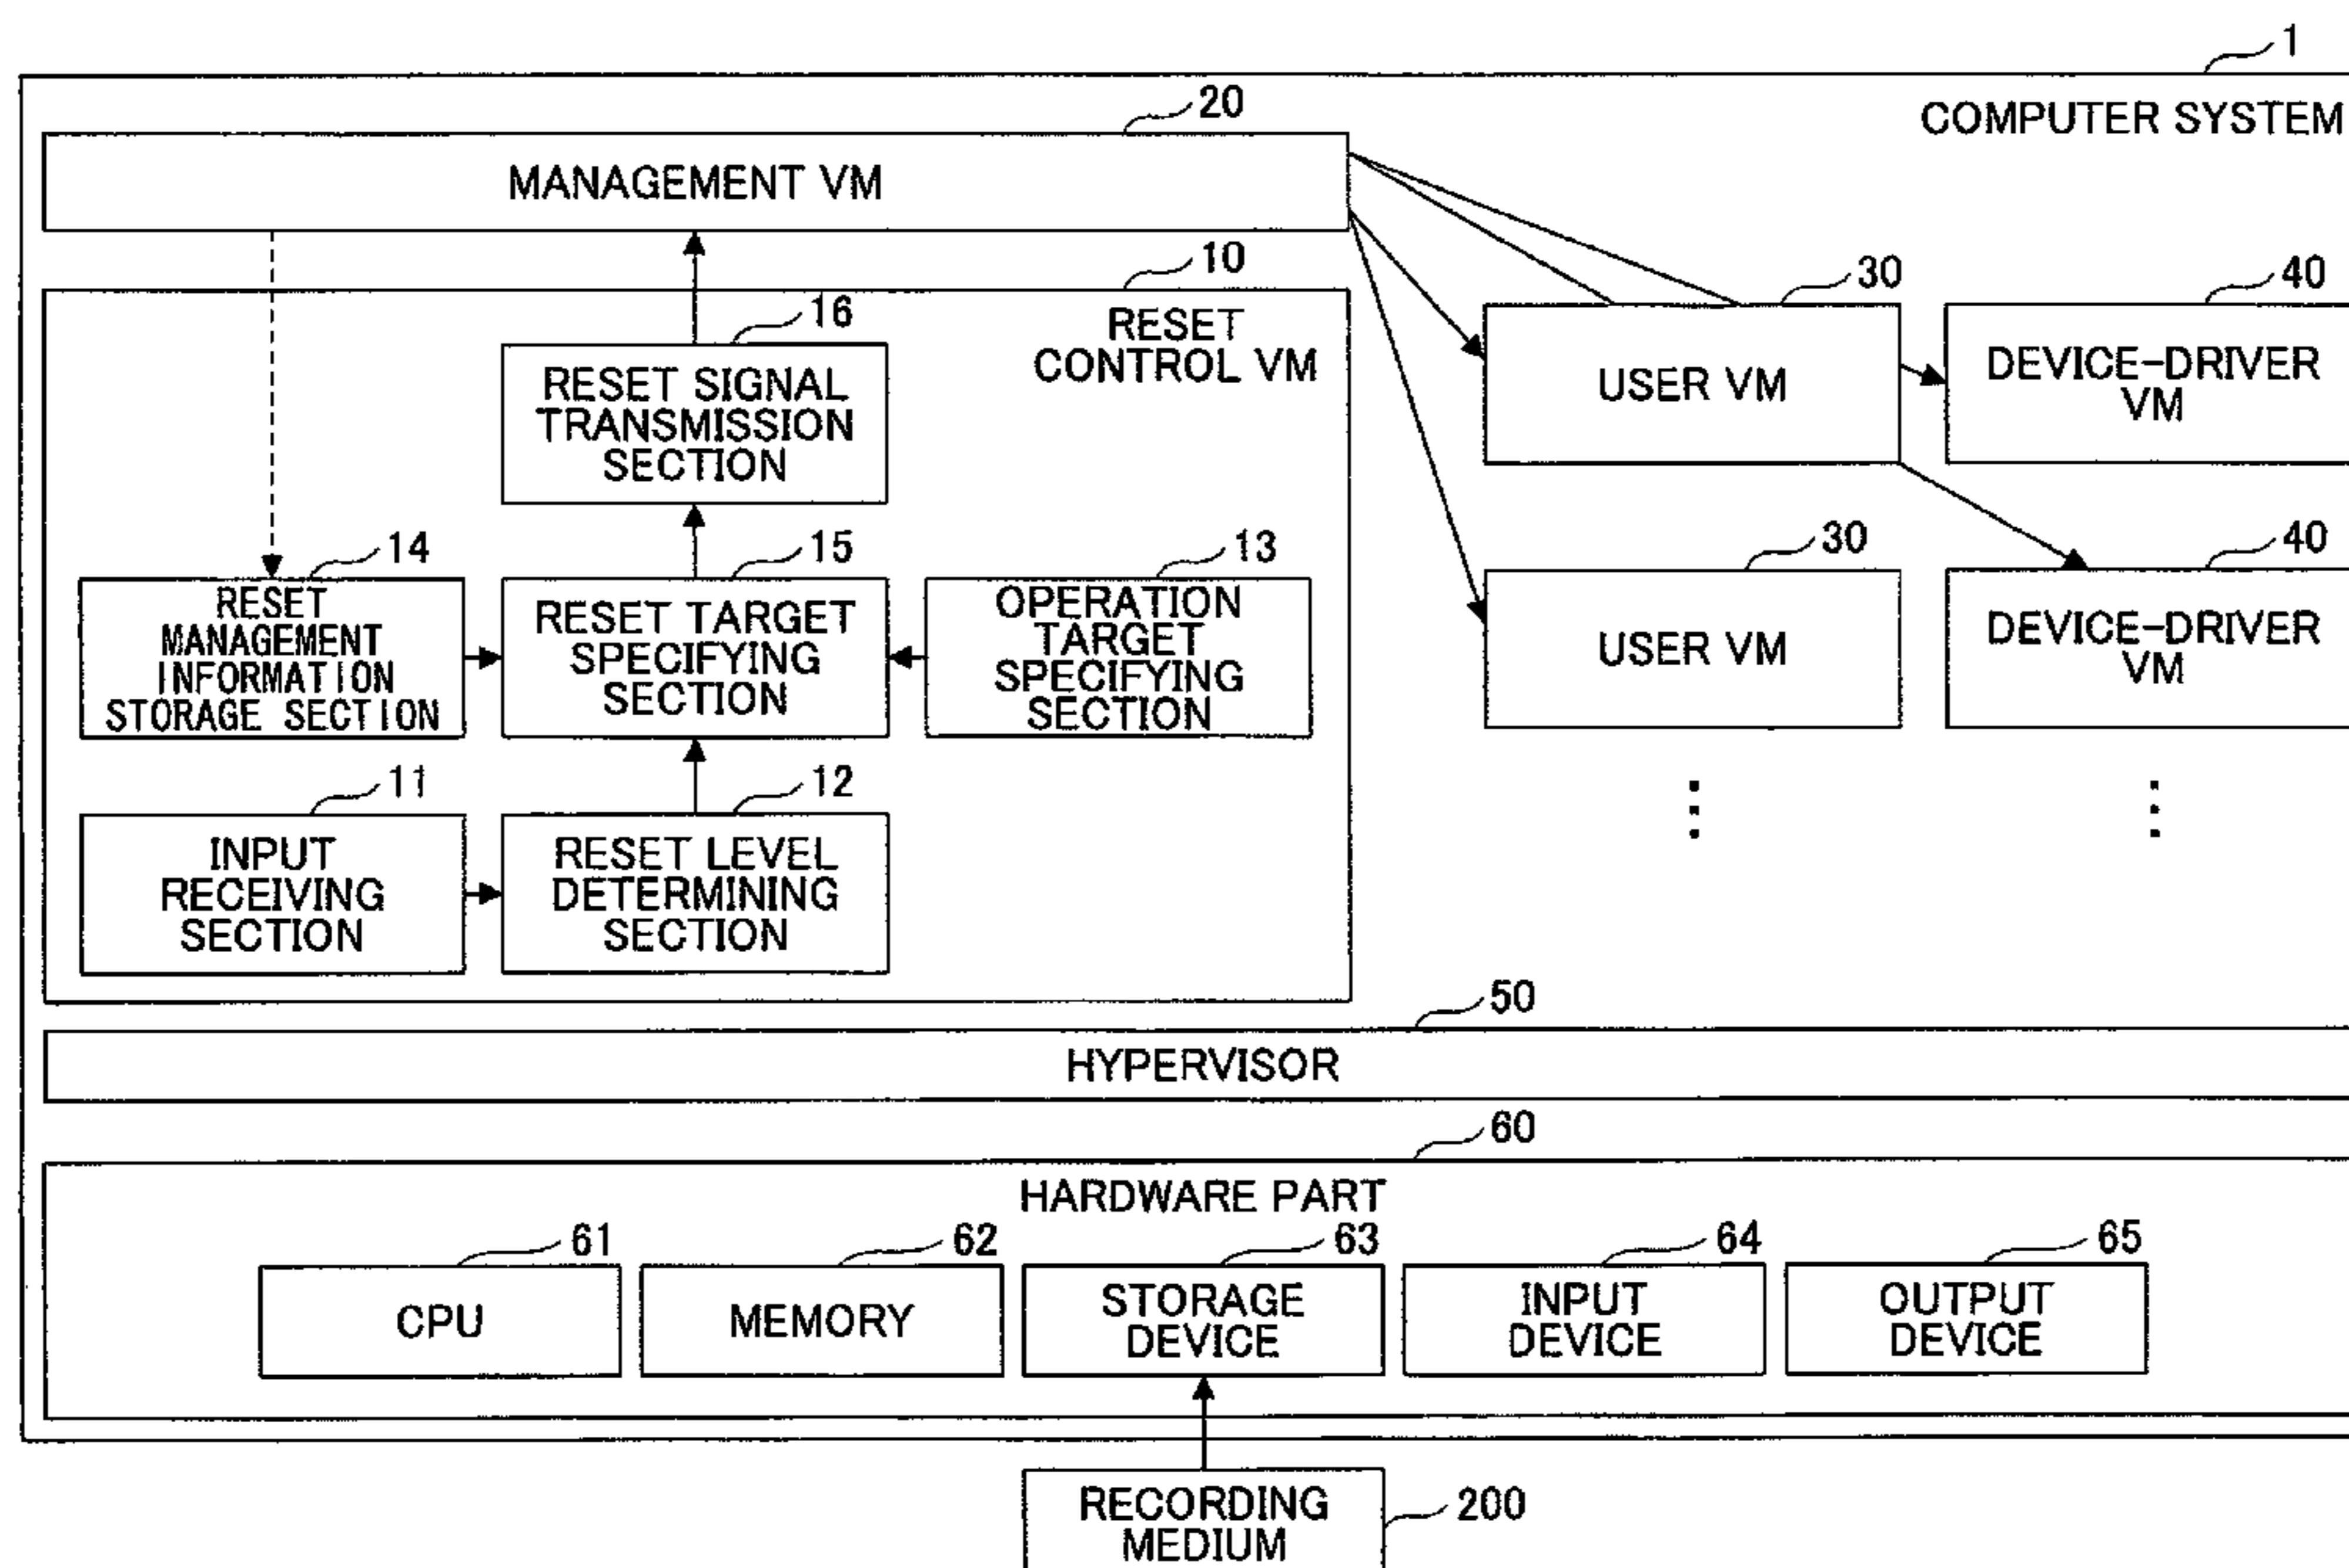 1
COMPUTER SYSTEM
20
MANAGEMENT VM
10
RESET
CONTROL VM
16
RESET SIGNAL
TRANSMISSION
SECTION
14
RESET
MANAGEMENT
INFORMATION
STORAGE SECTION
15
RESET TARGET
SPECIFYING
SECTION
13
OPERATION
TARGET
SPECIFYING
SECTION
11
INPUT
RECEIVING
SECTION
12
RESET LEVEL
DETERMINING
SECTION
30
USER VM
40
DEVICE-DRIVER
VM
30
USER VM
40
DEVICE-DRIVER
VM
50
HYPERVISOR
60
HARDWARE PART
61
CPU
62
MEMORY
63
STORAGE
DEVICE
64
INPUT
DEVICE
65
OUTPUT
DEVICE
RECORDING
MEDIUM
200